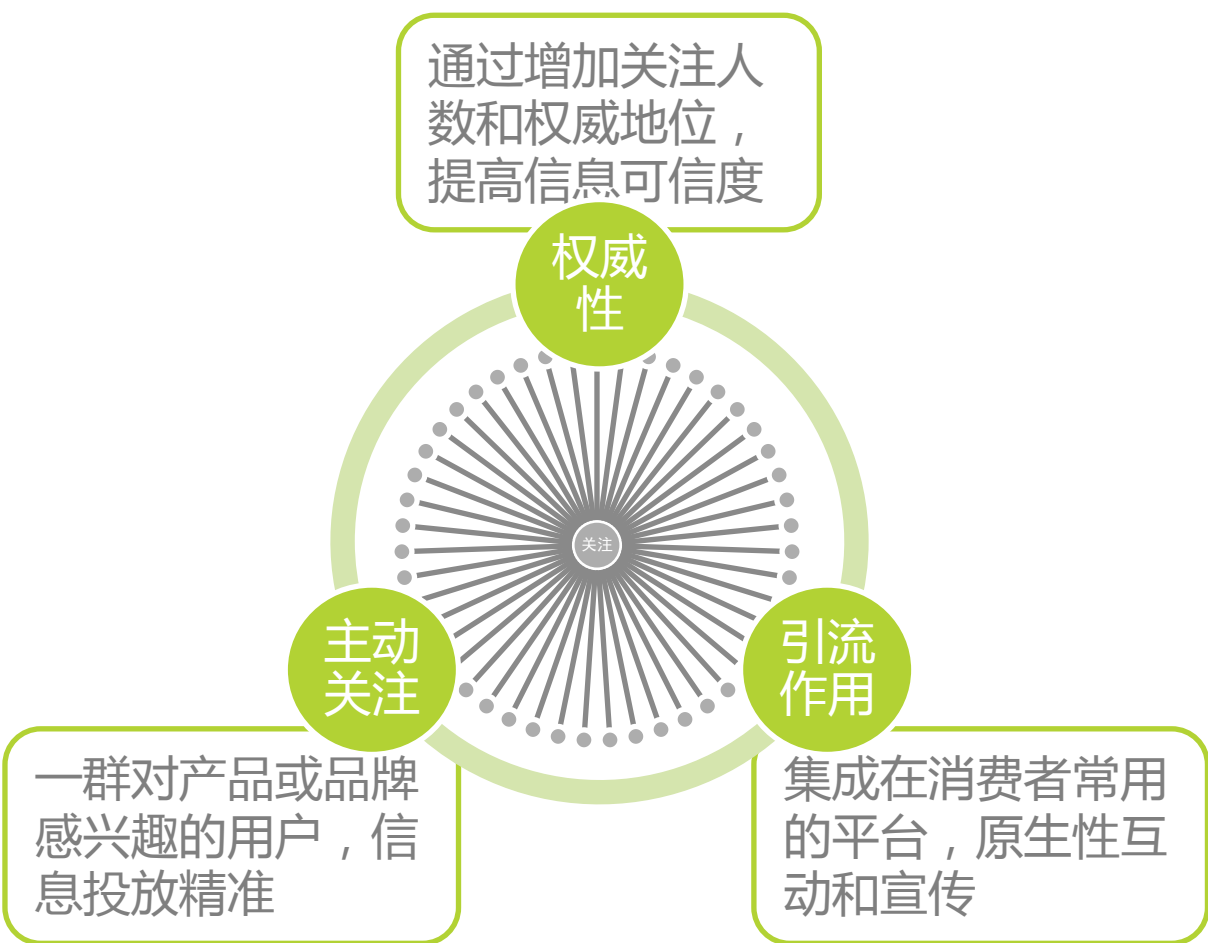 通过增加关注人
数和权威地位，
提高信息可信度
权威
性
关注
主动
关注
引流
作用
一群对产品或品牌
感兴趣的用户，信
息投放精准
集成在消费者常用
的平台，原生性互
动和宣传